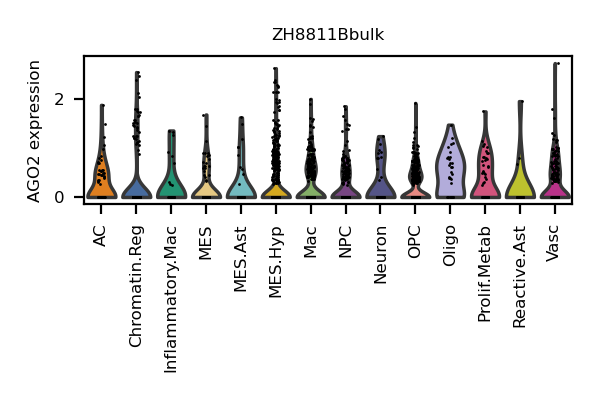 ZH8811Bbulk
AGO2 expression
2
0
AC
Chromatin.Reg
Inflammatory.Mac
MES
MES.Ast
MES.Hyp
Mac
NPC
Neuron
OPC
Oligo
Prolif.Metab
Reactive.Ast
Vasc